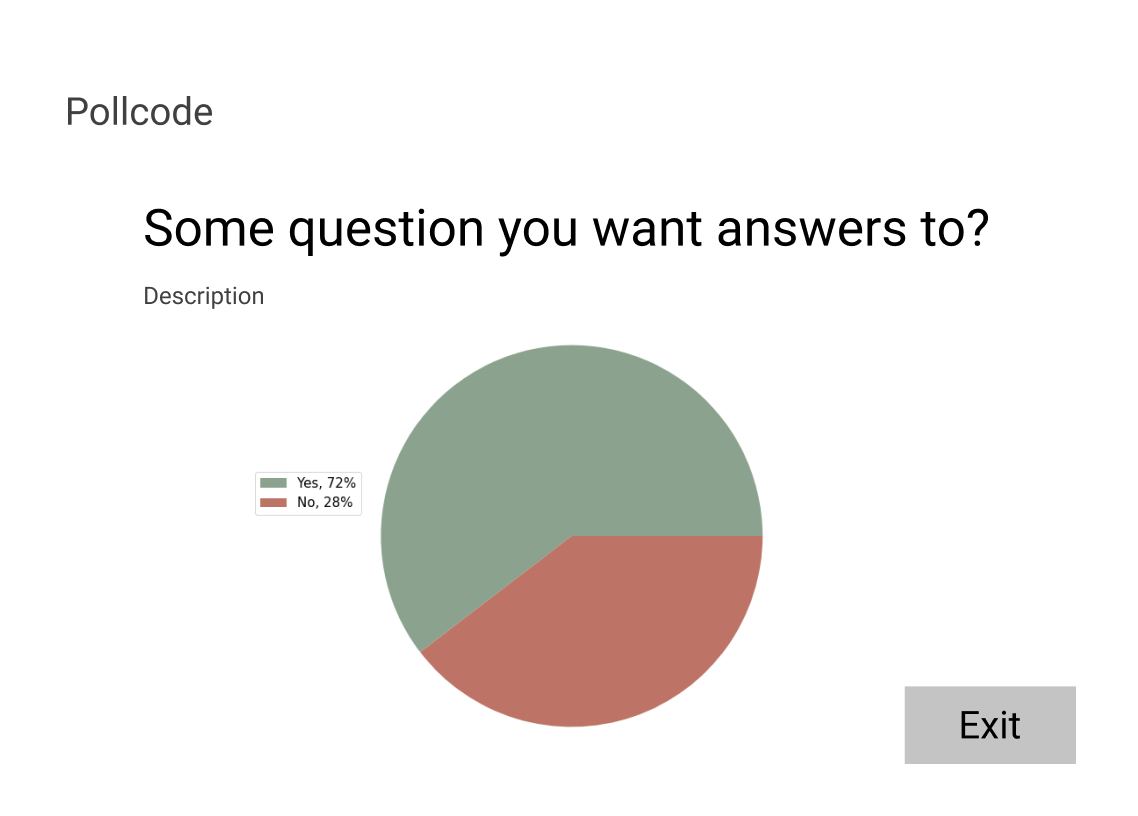 Pollcode
Some question you want answers to?
Description
Yes, 72%
No, 28%
Exit